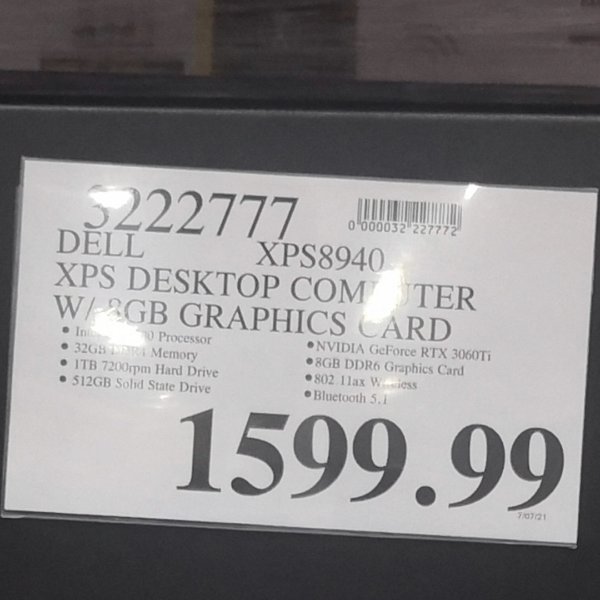 3222777
0 000032 227772
DELL XPS8940
XPS DESKTOP COMPUTER
W/ 8GB GRAPHICS CARD
• Processor
• 32GB DDR4 Memory
• 1TB 7200rpm Hard Drive
• 512GB Solid State Drive
• NVIDIA GeForce RTX 3060Ti
• 8GB DDR6 Graphics Card
• 802.11ax Wireless
• Bluetooth 5.1
1599.99
7/07/21